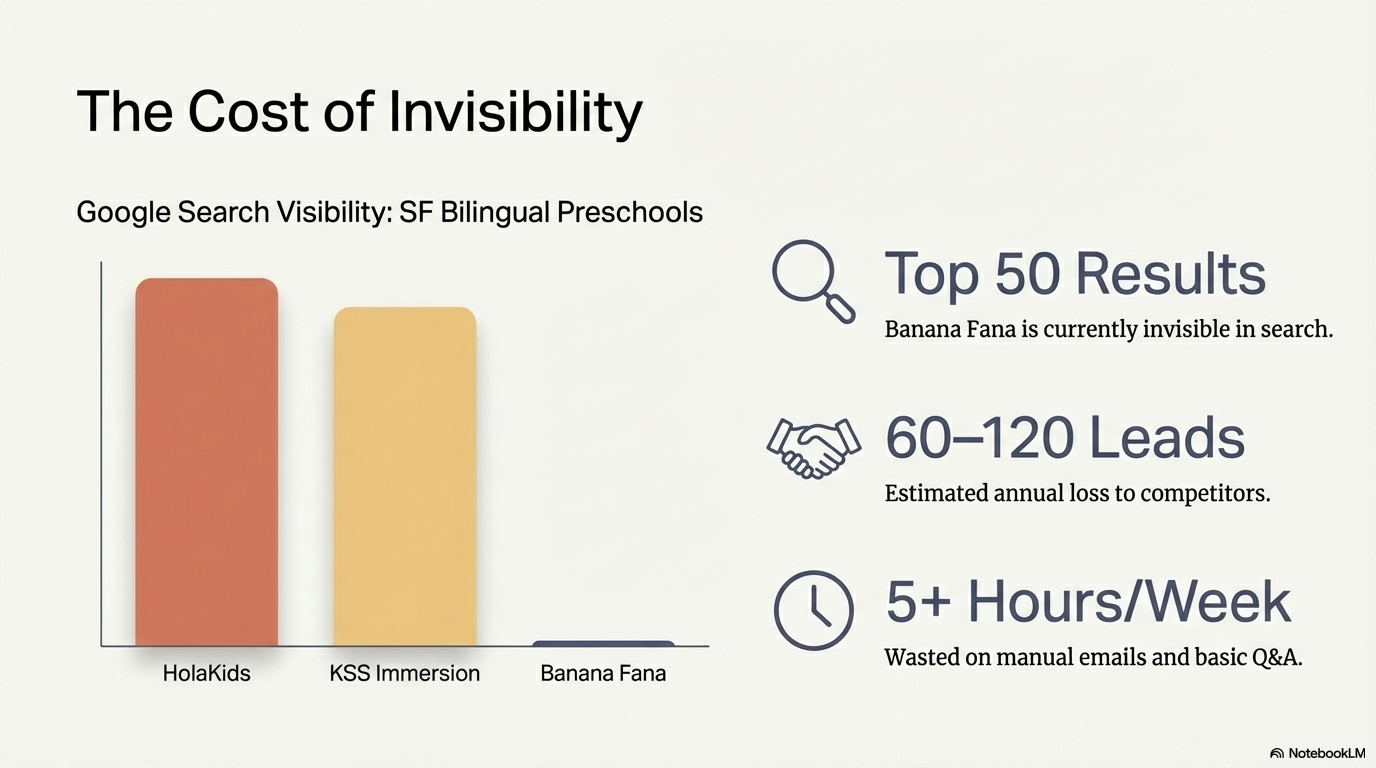 The Cost of Invisibility
Google Search Visibility: SF Bilingual Preschools
HolaKids
KSS Immersion
Banana Fana
Top 50 Results
Banana Fana is currently invisible in search.
60–120 Leads
Estimated annual loss to competitors.
5+ Hours/Week
Wasted on manual emails and basic Q&A.
NotebookLM